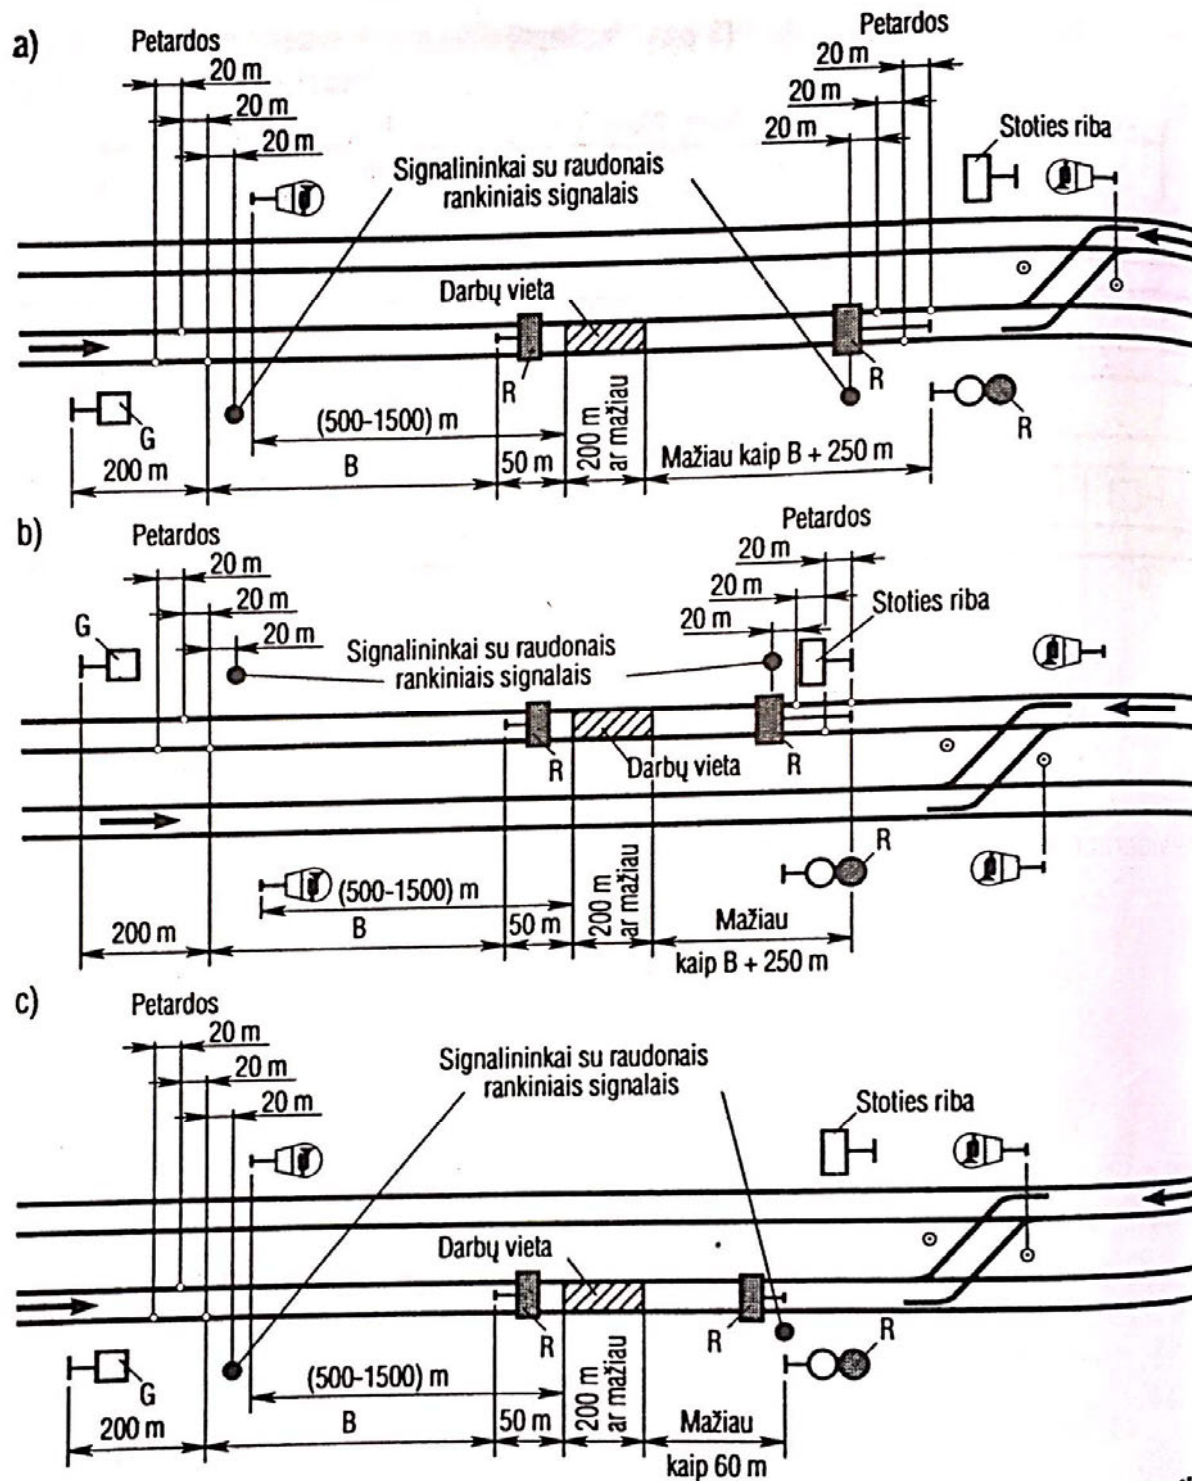 a)
Petardos
20 m
20 m
20 m
Petardos
20 m
20 m
20 m
Stoties riba
Signalininkai su raudonais
rankiniais signalais
Darbų vieta
R
R
G
R
(500-1500) m
200 m
B
50 m
200 m
ar mažiau
Mažiau kaip B + 250 m
b)
Petardos
20 m
20 m
20 m
Petardos
20 m
20 m
20 m
Stoties riba
G
Signalininkai su raudonais
rankiniais signalais
R
Darbų vieta
R
R
(500-1500) m
200 m
B
50 m
200 m
ar mažiau
Mažiau
kaip B + 250 m
c)
Petardos
20 m
20 m
20 m
Signalininkai su raudonais
rankiniais signalais
Stoties riba
Darbų vieta
R
R
R
G
(500-1500) m
200 m
B
50 m
200 m
ar mažiau
Mažiau
kaip 60 m